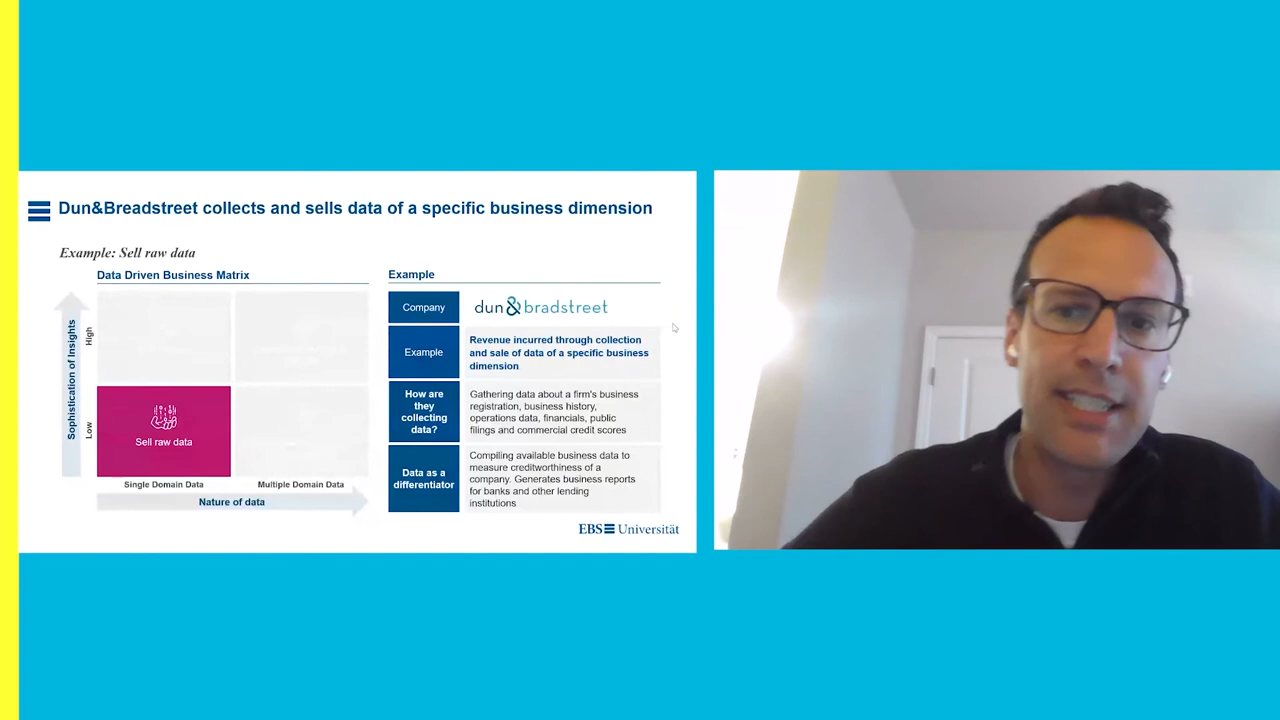 Dun&Breadstreet collects and sells data of a specific business dimension
Example: Sell raw data
Data Driven Business Matrix
Sophistication of Insights
High
Low
Sell raw data
Single Domain Data
Multiple Domain Data
Nature of data
Example
Company
dun & bradstreet
Example
Revenue incurred through collection
and sale of data of a specific business
dimension
How are
they
collecting
data?
Gathering data about a firm's business
registration, business history,
operations data, financials, public
filings and commercial credit scores
Data as a
differentiator
Compiling available business data to
measure creditworthiness of a
company. Generates business reports
for banks and other lending
institutions
EBS Universität